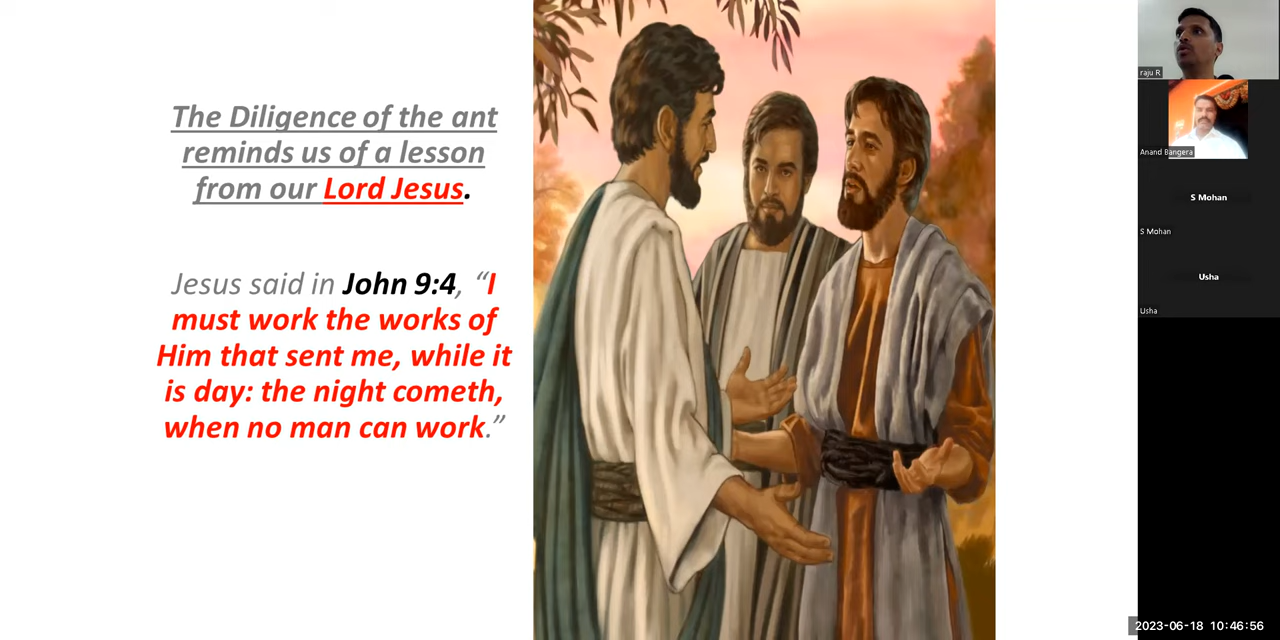 The Diligence of the ant
reminds us of a lesson
from our Lord Jesus.
Jesus said in John 9:4, “I
must work the works of
Him that sent me, while it
is day: the night cometh,
when no man can work.”
raju R
Anand Bangera
S Mohan
S Mohan
Usha
Usha
2023-06-18 10:46:56